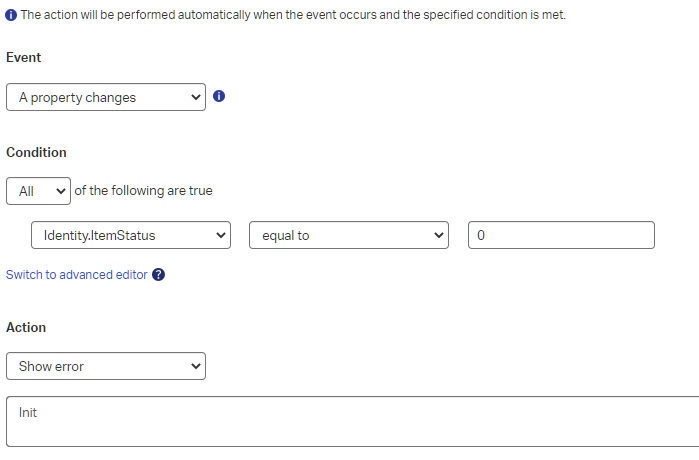 The action will be performed automatically when the event occurs and the specified condition is met.
Event
A property changes
Condition
All of the following are true
Identity.ItemStatus equal to 0
Switch to advanced editor
Action
Show error
Init